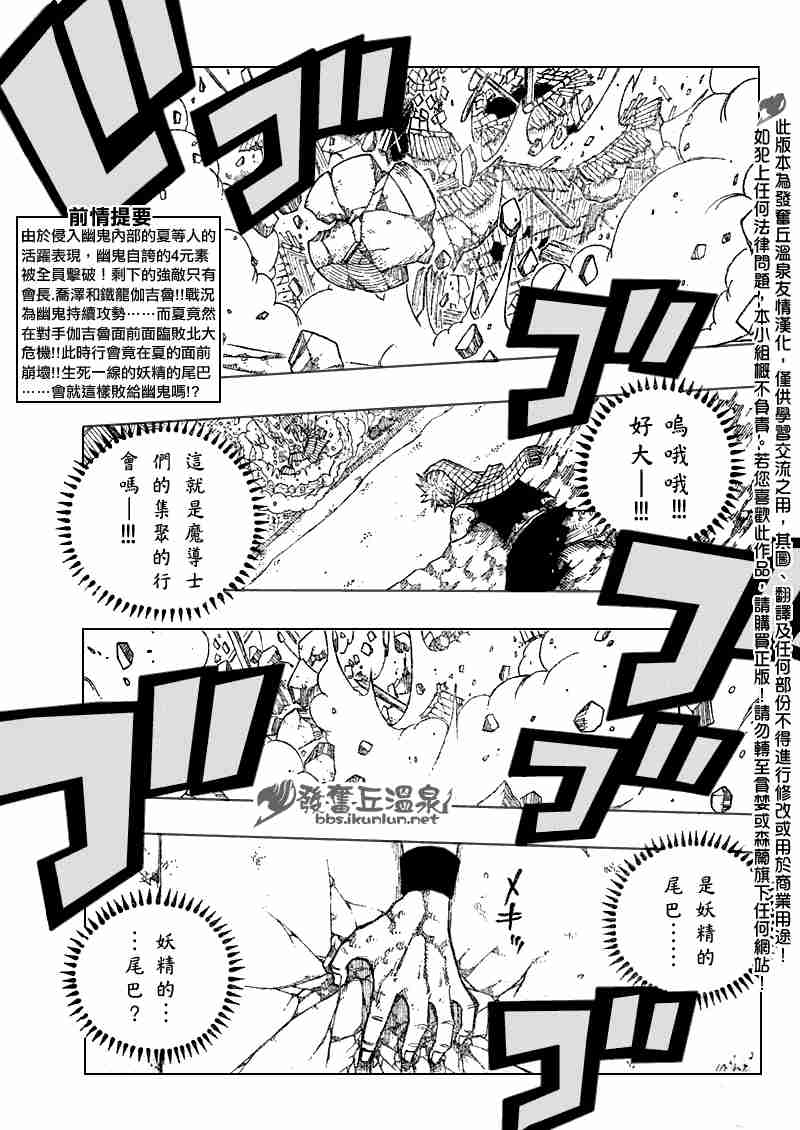 ゴゴ
此版本為發奮丘溫泉友情漢化，僅供學習交流之用，其圖、翻譯及任何部份不得進行修改或用於商業用途！
如犯上任何法律問題，本小組概不負責。若您喜歡此作品，請購買正版！請勿轉至貪婪或森蘭旗下任何網站！
前情提要
由於侵入幽鬼內部的夏等人的
活躍表現，幽鬼自誇的4元素
被全員擊破！剩下的強敵只有
會長.喬澤和鐵龍伽吉魯!!戰況
為幽鬼持續攻勢……而夏竟然
在對手伽吉魯面前面臨敗北大
危機!!此時行會竟在夏的面前
崩壞!!生死一線的妖精的尾巴
……會就這樣敗給幽鬼嗎!?
嗚哦哦!!!
好大—!!!
這就是魔導士
們的集聚的行
會嗎—!!!
ゴゴゴ
發奮丘溫泉
bbs.ikunlun.net
是妖精的
尾巴……
メキ
妖精的…
…尾巴？
ゴ